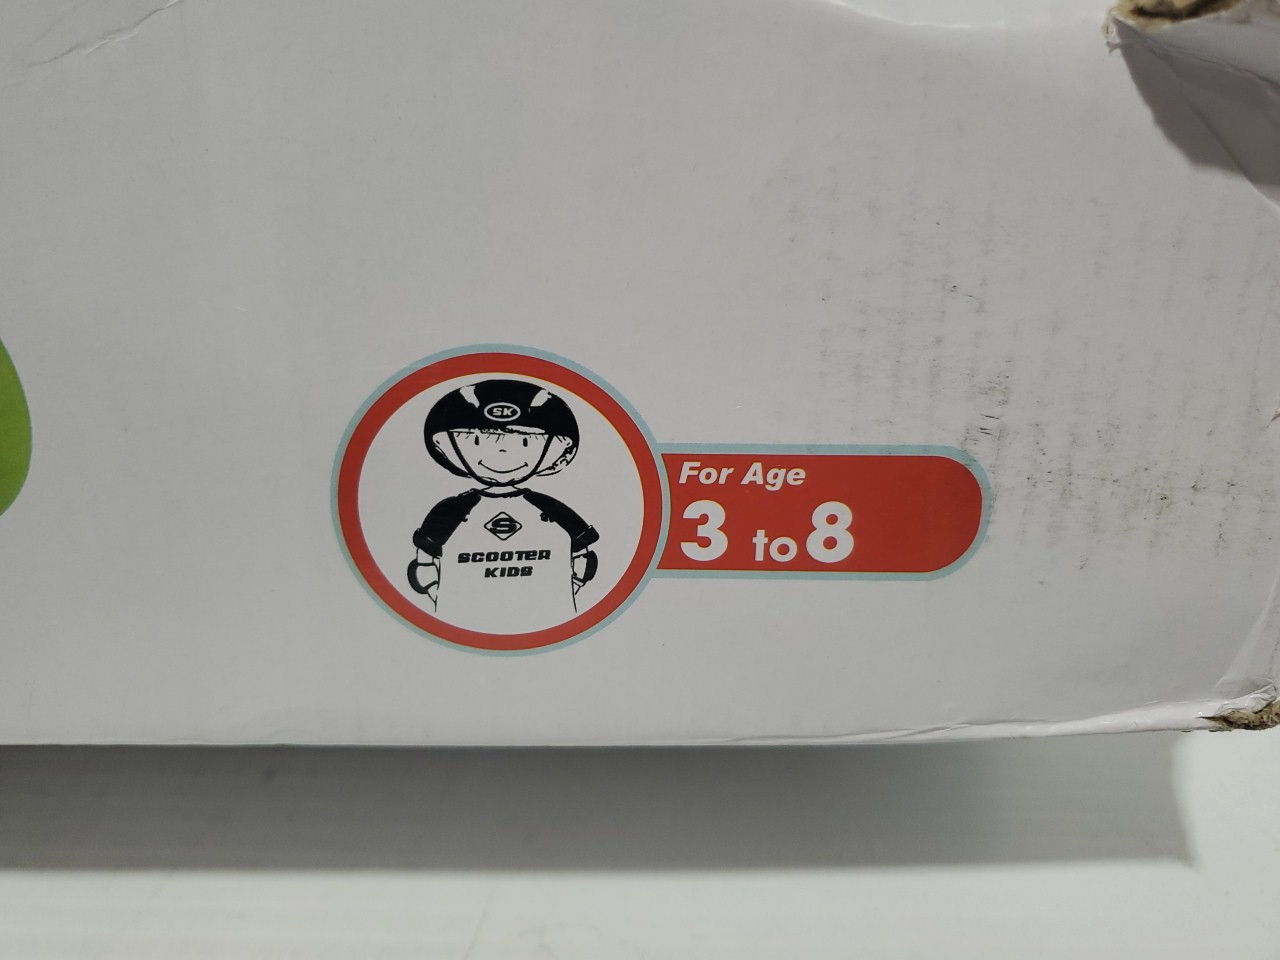 SK
S
SCOOTER
KIDS
For Age
3 to 8